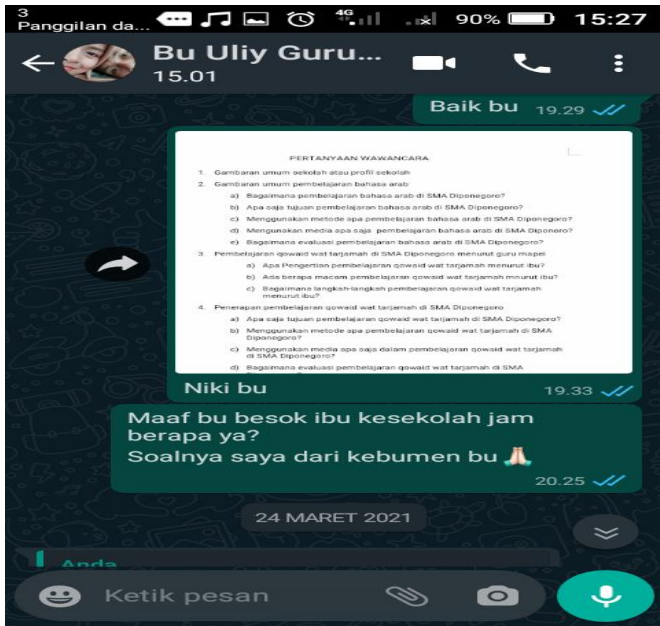 3
Panggilan da...
4G
90%
15:27
Bu Uliy Guru...
15.01
Baik bu 19.29
PERTANYAAN WAWANCARA
1. Gambaran umum sekolah atau profil sekolah
2. Gambaran umum pembelajaran bahasa arab
a) Bagaimana pembelajaran bahasa arab di SMA Diponegoro?
b) Apa saja tujuan pembelajaran bahasa arab di SMA Diponegoro?
c) Menggunakan metode apa pembelajaran bahasa arab di SMA Diponegoro?
d) Mengunakan media apa saja pembelajaran bahasa arab di SMA Diponoro?
e) Bagaimana evaluasi pembelajaran bahasa arab di SMA Diponegoro?
3. Pembelajaran qowaid wat tarjamah di SMA Diponegoro menurut guru mapel
a) Apa Pengertian pembelajaran qowaid wat tarjamah menurut ibu?
b) Ada berapa macam pembelajaran qowaid wat tarjamah mnurut ibu?
c) Bagaimana langkah-langkah pembelajaran qowaid wat tarjamah
menurut ibu?
4. Penerapan pembelajaran qowaid wat tarjamah di SMA Diponegoro
a) Apa saja tujuan pembelajaran qowaid wat tarjamah di SMA Diponegoro?
b) Menggunakan metode apa pembelajaran qowaid wat tarjamah di SMA
Diponegoro?
c) Menggunakan media apa saja dalam pembelajaran qowaid wat tarjamah
di SMA Diponegoro?
d) Bagaimana evaluasi pembelajaran qowaid wat tarjamah di SMA
Niki bu 19.33
Maaf bu besok ibu kesekolah jam
berapa ya?
Soalnya saya dari kebumen bu 🙏🏻
20.25
24 MARET 2021
Anda
Ketik pesan